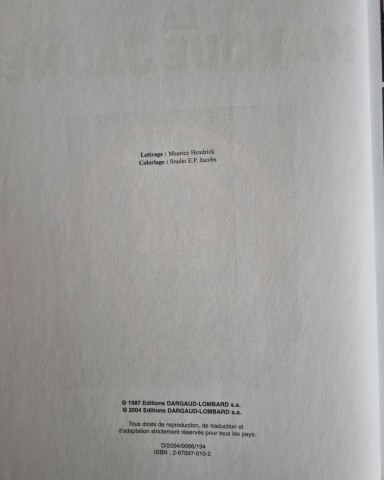 Lettrage : Maurice Hendrick
Coloriage : Studio E.P. Jacobs
© 1987 Editions DARGAUD-LOMBARD s.a.
© 2004 Editions DARGAUD-LOMBARD s.a.
Tous droits de reproduction, de traduction et
d'adaptation strictement réservés pour tous les pays.
D/2004/0086/194
ISBN : 2-87097-010-2